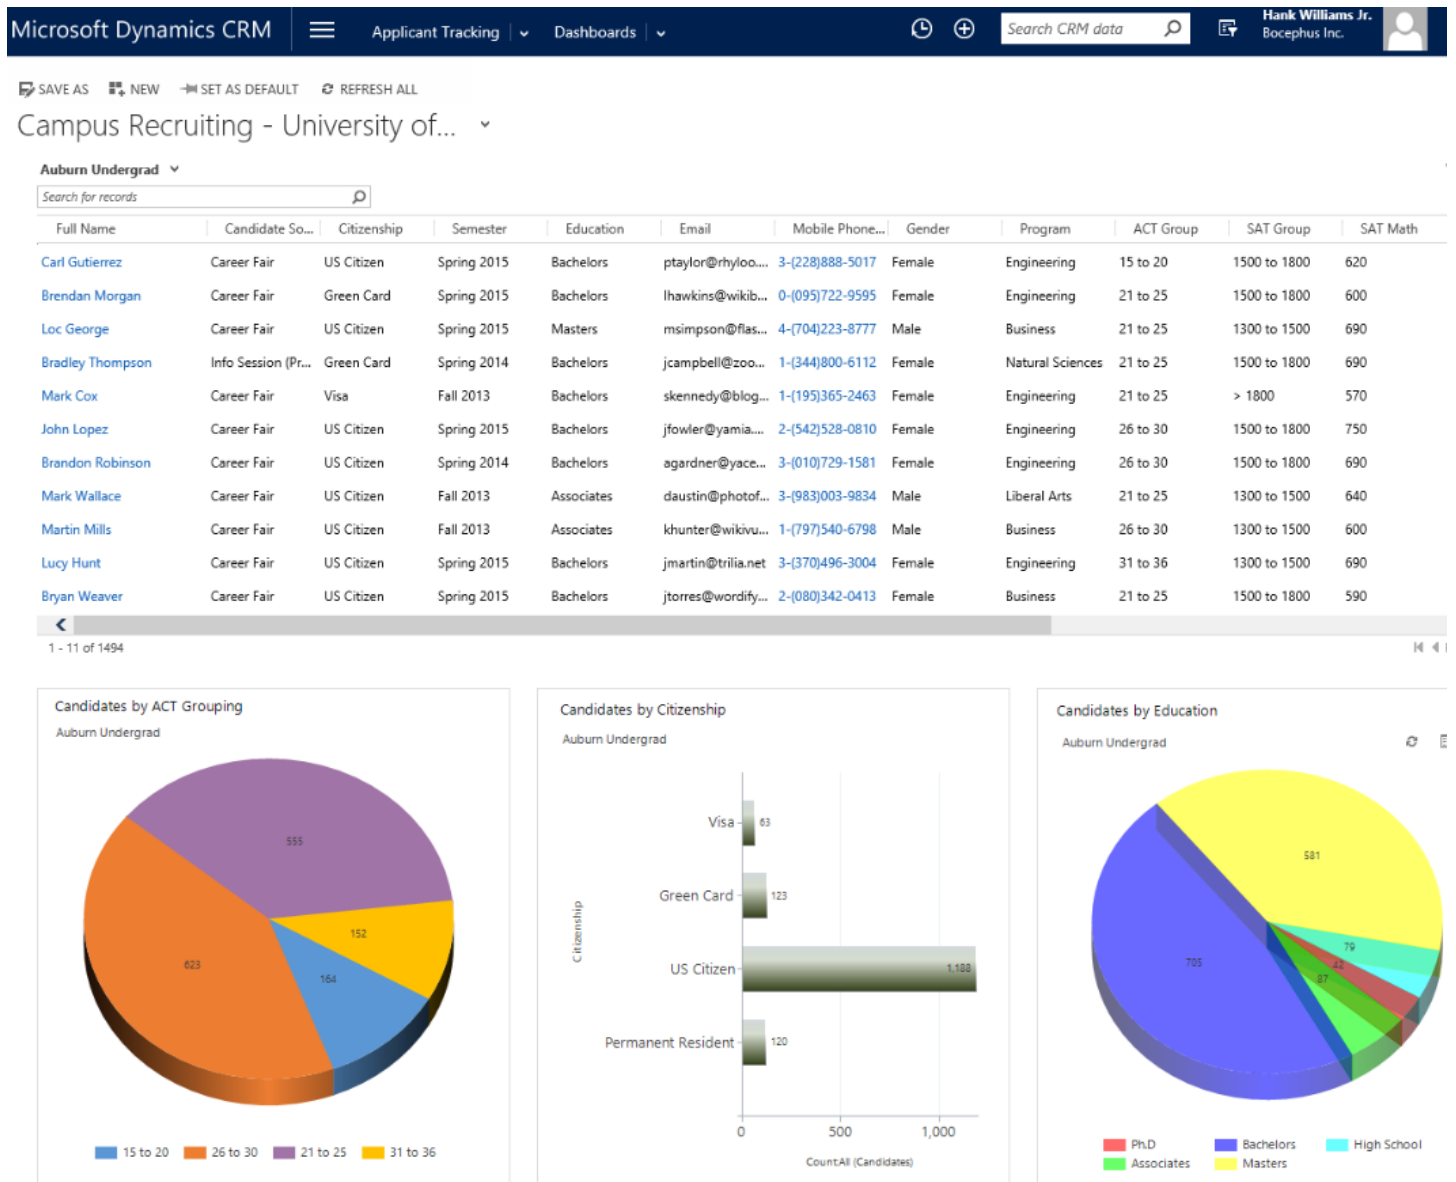 Microsoft Dynamics CRM Applicant Tracking Dashboards Search CRM data Hank Williams Jr.
Bocephus Inc.
SAVE AS NEW SET AS DEFAULT REFRESH ALL
Campus Recruiting - University of...
Auburn Undergrad
Search for records
Full Name Candidate So... Citizenship Semester Education Email Mobile Phone... Gender Program ACT Group SAT Group SAT Math
Carl Gutierrez Career Fair US Citizen Spring 2015 Bachelors ptaylor@rhyloo.... 3-(228)888-5017 Female Engineering 15 to 20 1500 to 1800 620
Brendan Morgan Career Fair Green Card Spring 2015 Bachelors lhawkins@wikib... 0-(095)722-9595 Female Engineering 21 to 25 1500 to 1800 600
Loc George Career Fair US Citizen Spring 2015 Masters msimpson@flas... 4-(704)223-8777 Male Business 21 to 25 1300 to 1500 690
Bradley Thompson Info Session (Pr... Green Card Spring 2014 Bachelors jcampbell@zoo... 1-(344)800-6112 Female Natural Sciences 21 to 25 1500 to 1800 690
Mark Cox Career Fair Visa Fall 2013 Bachelors skennedy@blog... 1-(195)365-2463 Female Engineering 21 to 25 > 1800 570
John Lopez Career Fair US Citizen Spring 2015 Bachelors jfowler@yamia.... 2-(542)528-0810 Female Engineering 26 to 30 1500 to 1800 750
Brandon Robinson Career Fair US Citizen Spring 2014 Bachelors agardner@yace... 3-(010)729-1581 Female Engineering 26 to 30 1500 to 1800 690
Mark Wallace Career Fair US Citizen Fall 2013 Associates daustin@photof... 3-(983)003-9834 Male Liberal Arts 21 to 25 1300 to 1500 640
Martin Mills Career Fair US Citizen Fall 2013 Associates khunter@wikivu... 1-(797)540-6798 Male Business 26 to 30 1300 to 1500 600
Lucy Hunt Career Fair US Citizen Spring 2015 Bachelors jmartin@trilia.net 3-(370)496-3004 Female Engineering 31 to 36 1300 to 1500 690
Bryan Weaver Career Fair US Citizen Spring 2015 Bachelors jtorres@wordify... 2-(080)342-0413 Female Business 21 to 25 1500 to 1800 590
1 - 11 of 1494
Candidates by ACT Grouping
Auburn Undergrad
555
152
623
164
15 to 20 26 to 30 21 to 25 31 to 36
Candidates by Citizenship
Auburn Undergrad
Citizenship
Visa 63
Green Card 123
US Citizen 1,188
Permanent Resident 120
0 500 1,000
CountAll (Candidates)
Candidates by Education
Auburn Undergrad
581
79
42
705
87
Ph.D Bachelors High School
Associates Masters